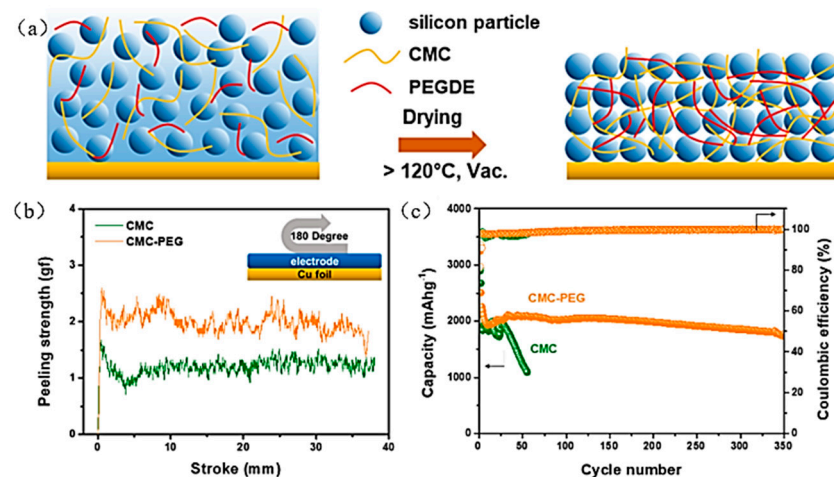 (a)
silicon particle
CMC
PEGDE
Drying
> 120°C, Vac.
(b)
4
3
2
1
0
Peeling strength (gf)
CMC
CMC-PEG
180 Degree
electrode
Cu foil
0
10
20
30
40
Stroke (mm)
(c)
4000
3000
2000
1000
0
Capacity (mAhg⁻¹)
CMC-PEG
CMC
100
80
60
40
20
0
Coulombic efficiency (%)
0
50
100
150
200
250
300
350
Cycle number